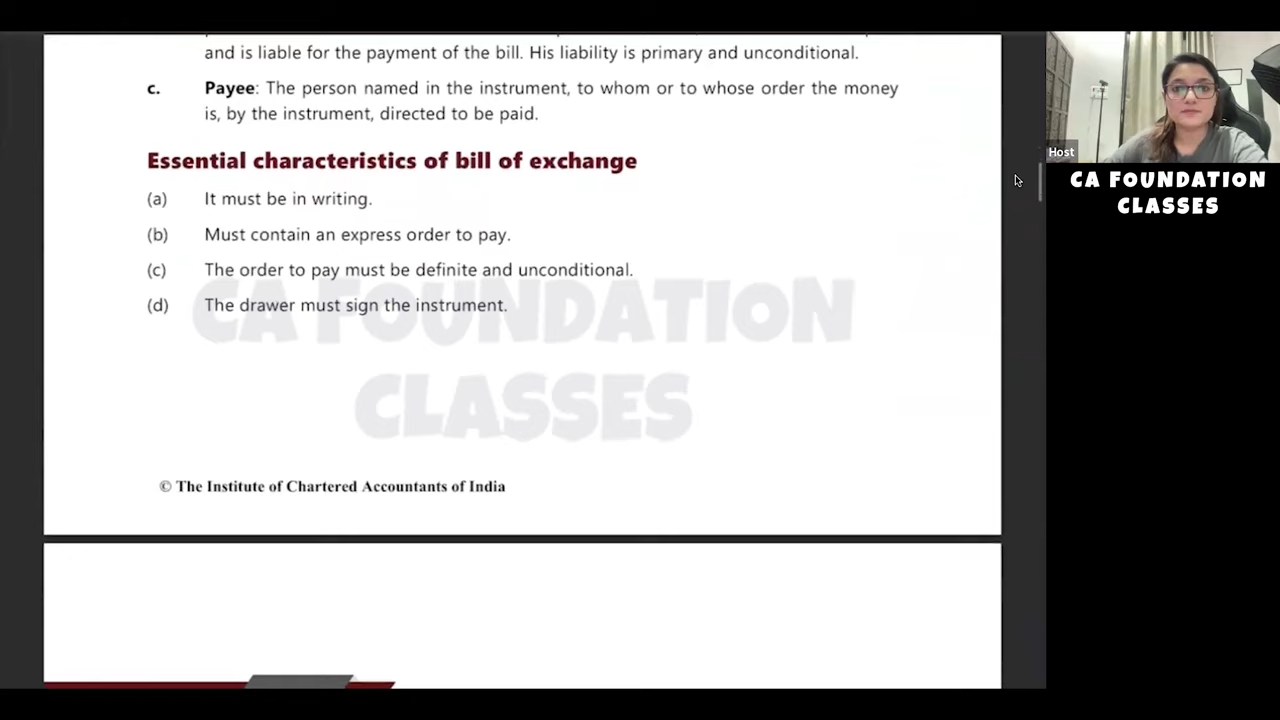 and is liable for the payment of the bill. His liability is primary and unconditional.
c. Payee: The person named in the instrument, to whom or to whose order the money
is, by the instrument, directed to be paid.
Essential characteristics of bill of exchange
(a) It must be in writing.
(b) Must contain an express order to pay.
(c) The order to pay must be definite and unconditional.
(d) The drawer must sign the instrument.
CA FOUNDATION
CLASSES
© The Institute of Chartered Accountants of India
Host
CA FOUNDATION
CLASSES